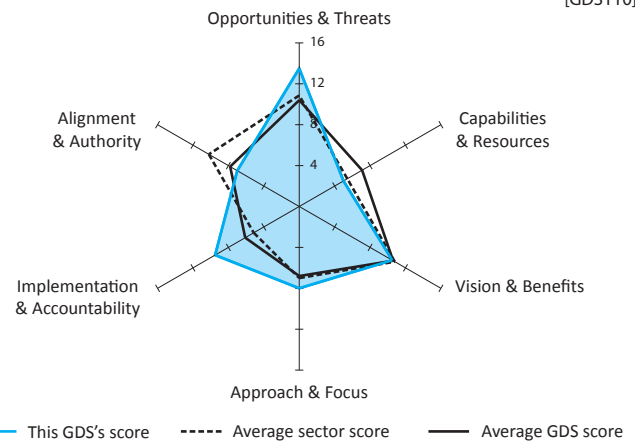 [GDS110]
Opportunities & Threats
16
12
8
4
Alignment
& Authority
Capabilities
& Resources
Implementation
& Accountability
Vision & Benefits
Approach & Focus
This GDS's score
Average sector score
Average GDS score